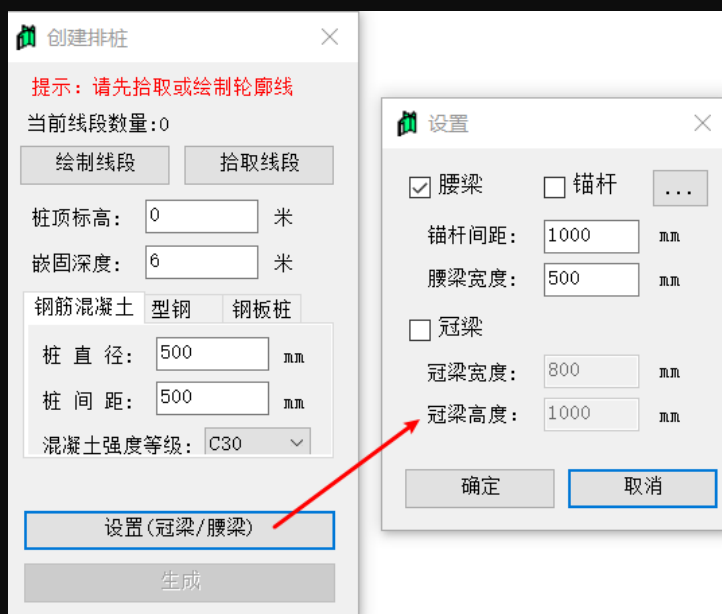 创建排桩
提示：请先拾取或绘制轮廓线
当前线段数量:0
绘制线段 拾取线段
桩顶标高： 0 米
嵌固深度： 6 米
钢筋混凝土 型钢 钢板桩
桩 直 径： 500 mm
桩 间 距： 500 mm
混凝土强度等级： C30
设置(冠梁/腰梁)
生成
设置
腰梁 锚杆 ...
锚杆间距： 1000 mm
腰梁宽度： 500 mm
冠梁
冠梁宽度： 800 mm
冠梁高度： 1000 mm
确定 取消